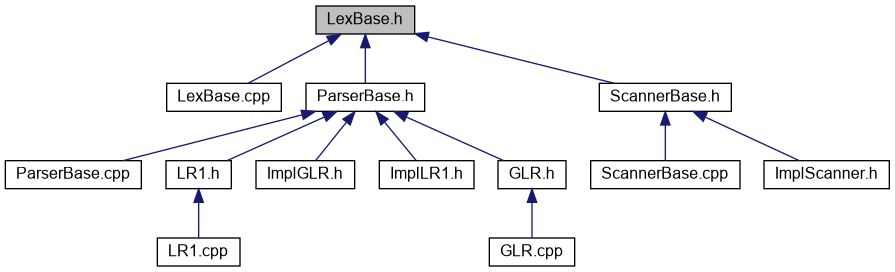 LexBase.h
LexBase.cpp
ParserBase.h
ScannerBase.h
ParserBase.cpp
LR1.h
ImplGLR.h
ImplLR1.h
GLR.h
ScannerBase.cpp
ImplScanner.h
LR1.cpp
GLR.cpp